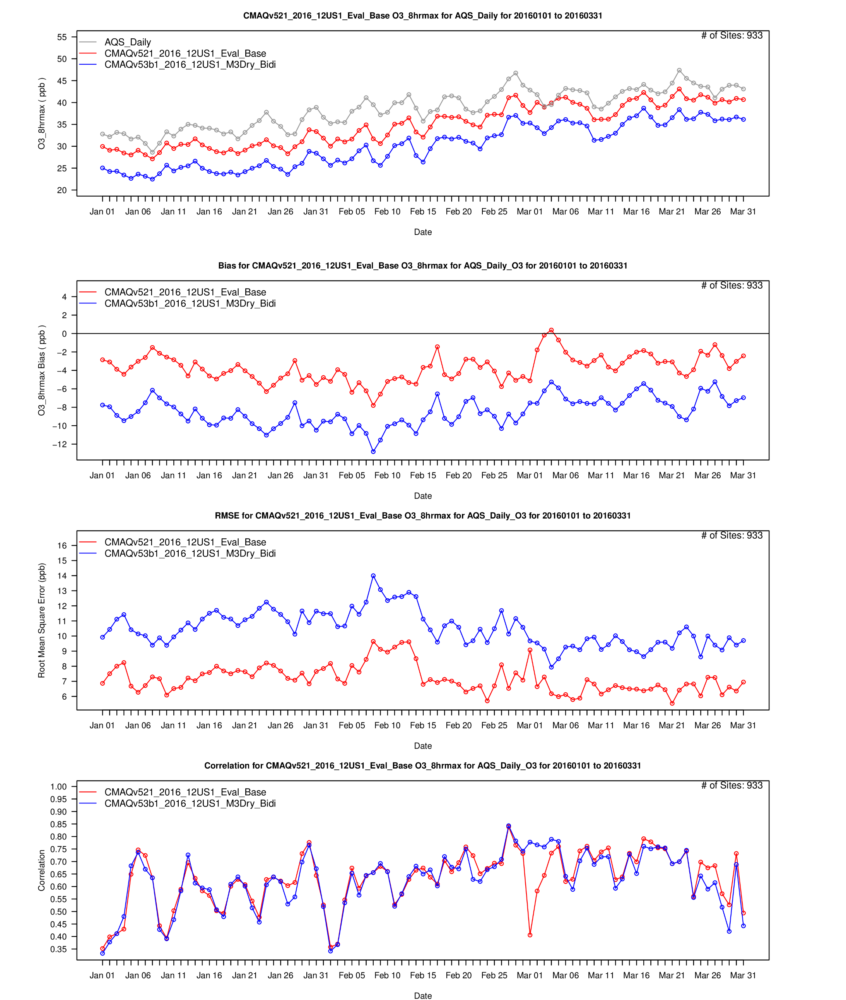 CMAQv521_2016_12US1_Eval_Base O3_8hrmax for AQS_Daily for 20160101 to 20160331
# of Sites: 933
AQS_Daily
CMAQv521_2016_12US1_Eval_Base
CMAQv53b1_2016_12US1_M3Dry_Bidi
O3_8hrmax ( ppb )
55
50
45
40
35
30
25
20
Jan 01 Jan 06 Jan 11 Jan 16 Jan 21 Jan 26 Jan 31 Feb 05 Feb 10 Feb 15 Feb 20 Feb 25 Mar 01 Mar 06 Mar 11 Mar 16 Mar 21 Mar 26 Mar 31
Date
Bias for CMAQv521_2016_12US1_Eval_Base O3_8hrmax for AQS_Daily_O3 for 20160101 to 20160331
# of Sites: 933
CMAQv521_2016_12US1_Eval_Base
CMAQv53b1_2016_12US1_M3Dry_Bidi
O3_8hrmax Bias ( ppb )
4
2
0
−2
−4
−6
−8
−10
−12
Jan 01 Jan 06 Jan 11 Jan 16 Jan 21 Jan 26 Jan 31 Feb 05 Feb 10 Feb 15 Feb 20 Feb 25 Mar 01 Mar 06 Mar 11 Mar 16 Mar 21 Mar 26 Mar 31
Date
RMSE for CMAQv521_2016_12US1_Eval_Base O3_8hrmax for AQS_Daily_O3 for 20160101 to 20160331
# of Sites: 933
CMAQv521_2016_12US1_Eval_Base
CMAQv53b1_2016_12US1_M3Dry_Bidi
Root Mean Square Error (ppb)
16
15
14
13
12
11
10
9
8
7
6
Jan 01 Jan 06 Jan 11 Jan 16 Jan 21 Jan 26 Jan 31 Feb 05 Feb 10 Feb 15 Feb 20 Feb 25 Mar 01 Mar 06 Mar 11 Mar 16 Mar 21 Mar 26 Mar 31
Date
Correlation for CMAQv521_2016_12US1_Eval_Base O3_8hrmax for AQS_Daily_O3 for 20160101 to 20160331
# of Sites: 933
CMAQv521_2016_12US1_Eval_Base
CMAQv53b1_2016_12US1_M3Dry_Bidi
Correlation
1.00
0.95
0.90
0.85
0.80
0.75
0.70
0.65
0.60
0.55
0.50
0.45
0.40
0.35
Jan 01 Jan 06 Jan 11 Jan 16 Jan 21 Jan 26 Jan 31 Feb 05 Feb 10 Feb 15 Feb 20 Feb 25 Mar 01 Mar 06 Mar 11 Mar 16 Mar 21 Mar 26 Mar 31
Date